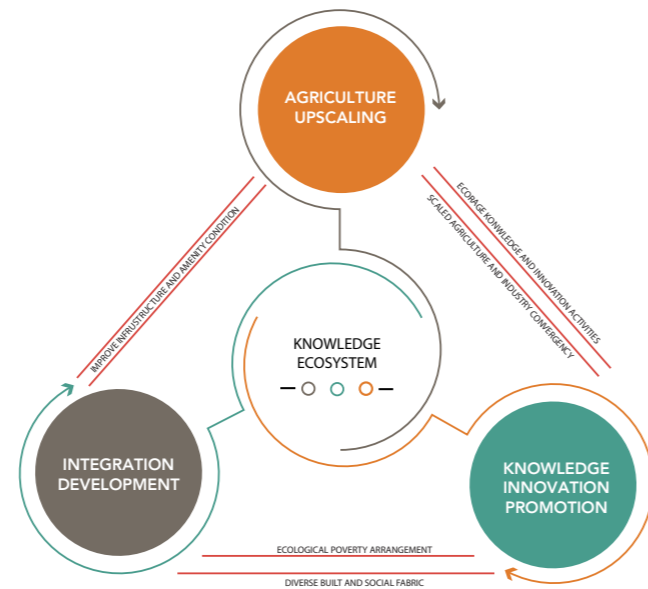 AGRICULTURE
UPSCALING
IMPROVE INFRUSTRUCTURE AND AMENITY CONDITION
ECORAGE KONWLEDGE AND INNOVATION ACTIVITIES
SCALED AGRICULTURE AND INDUSTRY CONVERGENCY
KNOWLEDGE
ECOSYSTEM
INTEGRATION
DEVELOPMENT
KNOWLEDGE
INNOVATION
PROMOTION
ECOLOGICAL POVERTY ARRANGEMENT
DIVERSE BUILT AND SOCIAL FABRIC